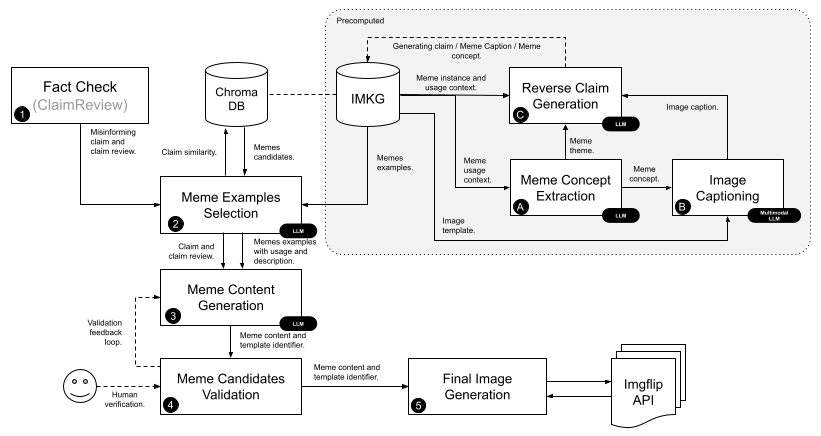 Precomputed
Generating claim / Meme Caption / Meme
concept.
Fact Check
(ClaimReview)
1
Chroma
DB
IMKG
Meme instance and
usage context.
Reverse Claim
Generation
C
LLM
Image caption.
Misinforming
claim and
claim review.
Claim similarity.
Memes
candidates.
Memes
examples.
Meme
usage
context.
Meme
theme.
Meme Concept
Extraction
A
LLM
Meme
concept.
Image
Captioning
B
Multimodal
LLM
Meme Examples
Selection
2
LLM
Image
template.
Claim and
claim review.
Memes examples
with usage and
description.
Meme Content
Generation
3
LLM
Validation
feedback
loop.
Meme content and
template identifier.
Human
verification.
Meme Candidates
Validation
4
Meme content and
template identifier.
Final Image
Generation
5
Imgflip
API